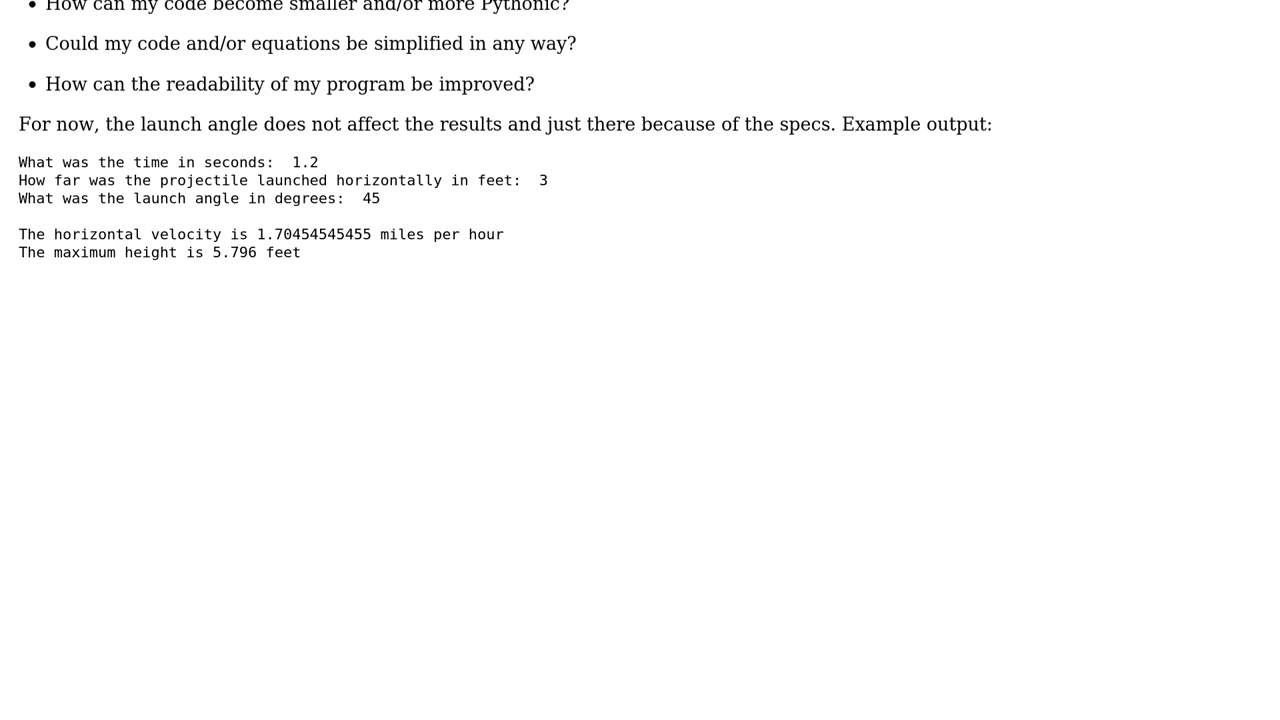 • How can my code become smaller and/or more Pythonic?
• Could my code and/or equations be simplified in any way?
• How can the readability of my program be improved?
For now, the launch angle does not affect the results and just there because of the specs. Example output:
What was the time in seconds:  1.2
How far was the projectile launched horizontally in feet:  3
What was the launch angle in degrees:  45
The horizontal velocity is 1.70454545455 miles per hour
The maximum height is 5.796 feet